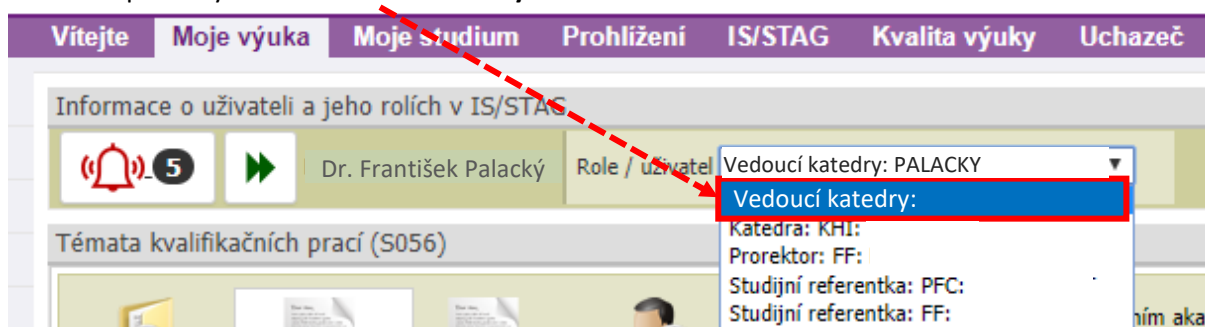 Vítejte Moje výuka Moje studium Prohlížení IS/STAG Kvalita výuky Uchazeč
Informace o uživateli a jeho rolích v IS/STAG
5 Dr. František Palacký Role / uživatel Vedoucí katedry: PALACKY
Vedoucí katedry:
Katedra: KHI:
Prorektor: FF:
Témata kvalifikačních prací (S056)
Studijní referentka: PFC:
Studijní referentka: FF:
ním aka